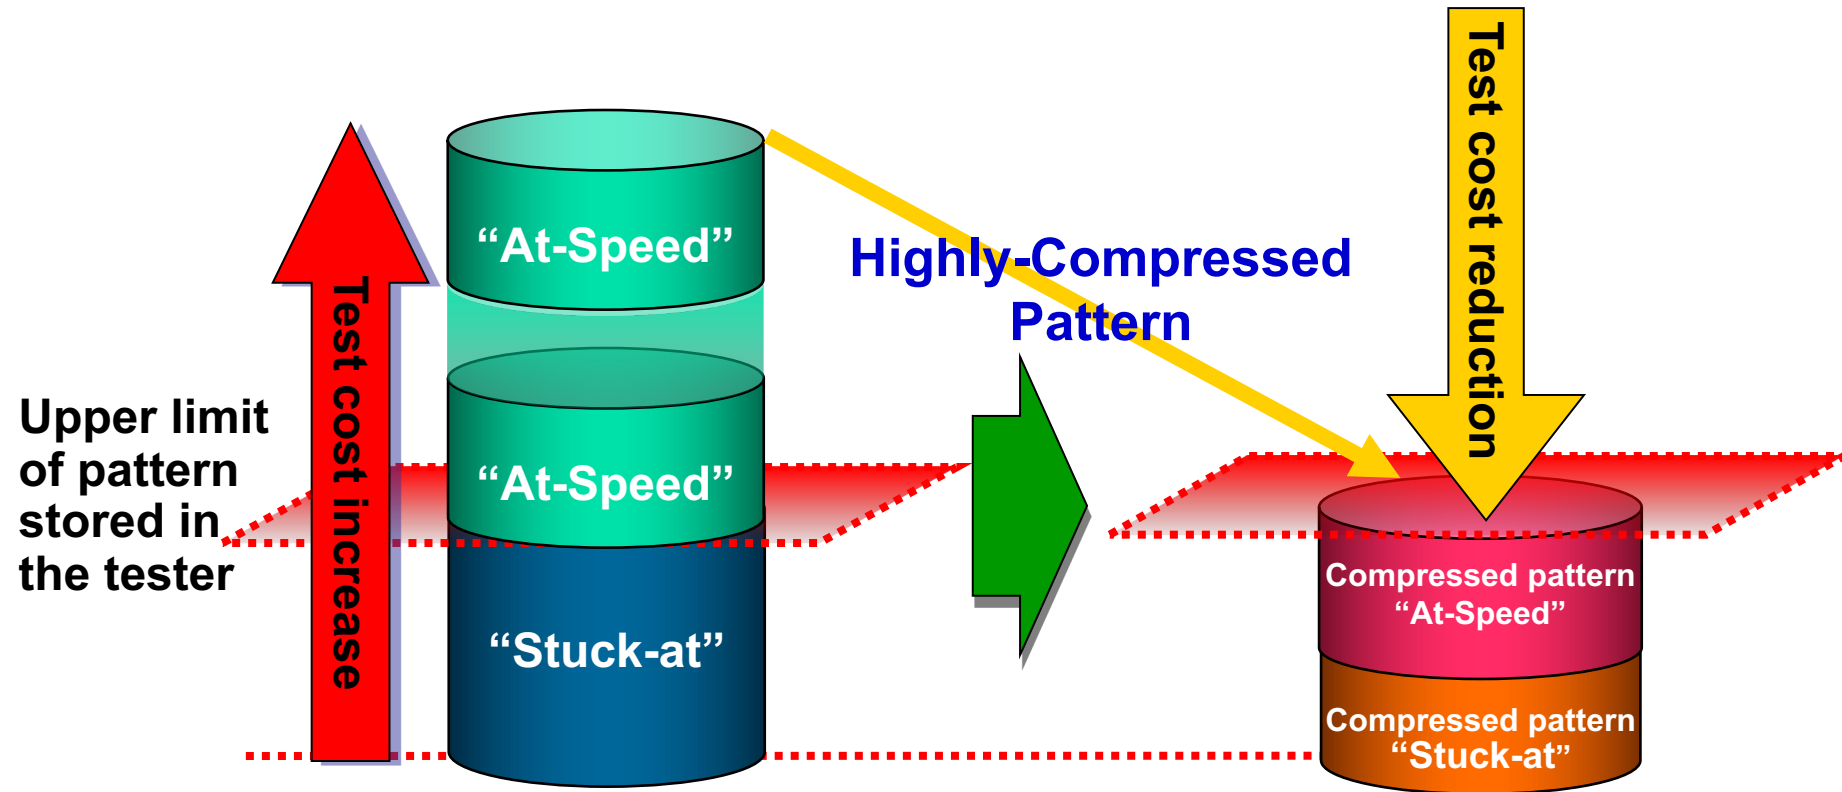 Upper limit
of pattern
stored in
the tester
Test cost increase
“At-Speed”
“At-Speed”
“Stuck-at”
Highly-Compressed
Pattern
Test cost reduction
Compressed pattern
“At-Speed”
Compressed pattern
“Stuck-at”